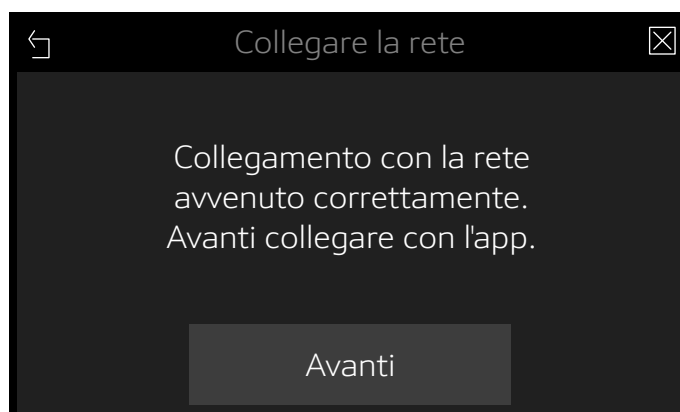 Collegare la rete
Collegamento con la rete
avvenuto correttamente.
Avanti collegare con l'app.
Avanti